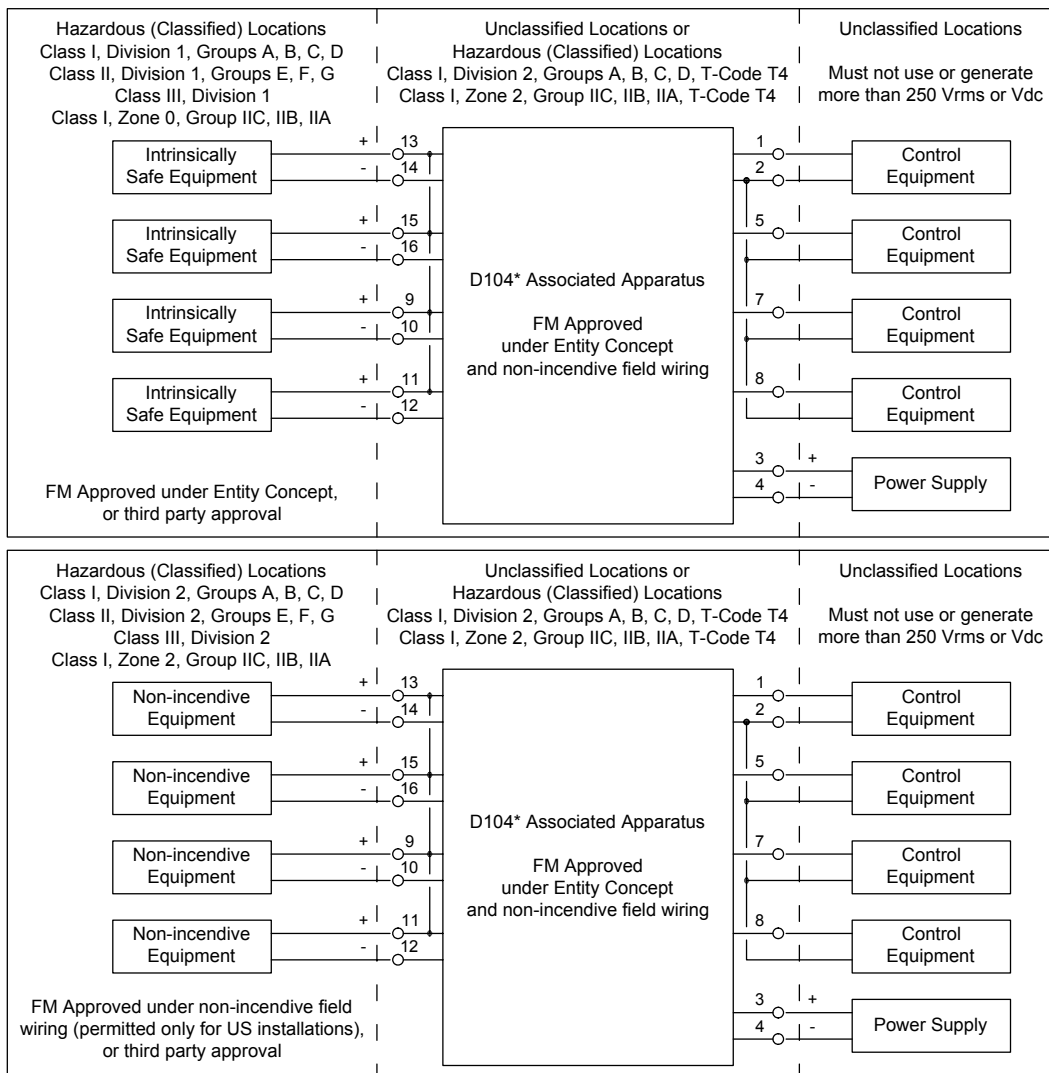 Hazardous (Classified) Locations
Class I, Division 1, Groups A, B, C, D
Class II, Division 1, Groups E, F, G
Class III, Division 1
Class I, Zone 0, Group IIC, IIB, IIA
Unclassified Locations or
Hazardous (Classified) Locations
Class I, Division 2, Groups A, B, C, D, T-Code T4
Class I, Zone 2, Group IIC, IIB, IIA, T-Code T4
Unclassified Locations
Must not use or generate
more than 250 Vrms or Vdc
Intrinsically
Safe Equipment
+
-
13
14
Intrinsically
Safe Equipment
+
-
15
16
Intrinsically
Safe Equipment
+
-
9
10
Intrinsically
Safe Equipment
+
-
11
12
FM Approved under Entity Concept,
or third party approval
D104* Associated Apparatus
FM Approved
under Entity Concept
and non-incendive field wiring
1
2
Control
Equipment
5
Control
Equipment
7
Control
Equipment
8
Control
Equipment
3
4
+
-
Power Supply
Hazardous (Classified) Locations
Class I, Division 2, Groups A, B, C, D
Class II, Division 2, Groups E, F, G
Class III, Division 2
Class I, Zone 2, Group IIC, IIB, IIA
Unclassified Locations or
Hazardous (Classified) Locations
Class I, Division 2, Groups A, B, C, D, T-Code T4
Class I, Zone 2, Group IIC, IIB, IIA, T-Code T4
Unclassified Locations
Must not use or generate
more than 250 Vrms or Vdc
Non-incendive
Equipment
+
-
13
14
Non-incendive
Equipment
+
-
15
16
Non-incendive
Equipment
+
-
9
10
Non-incendive
Equipment
+
-
11
12
FM Approved under non-incendive field
wiring (permitted only for US installations),
or third party approval
D104* Associated Apparatus
FM Approved
under Entity Concept
and non-incendive field wiring
1
2
Control
Equipment
5
Control
Equipment
7
Control
Equipment
8
Control
Equipment
3
4
+
-
Power Supply